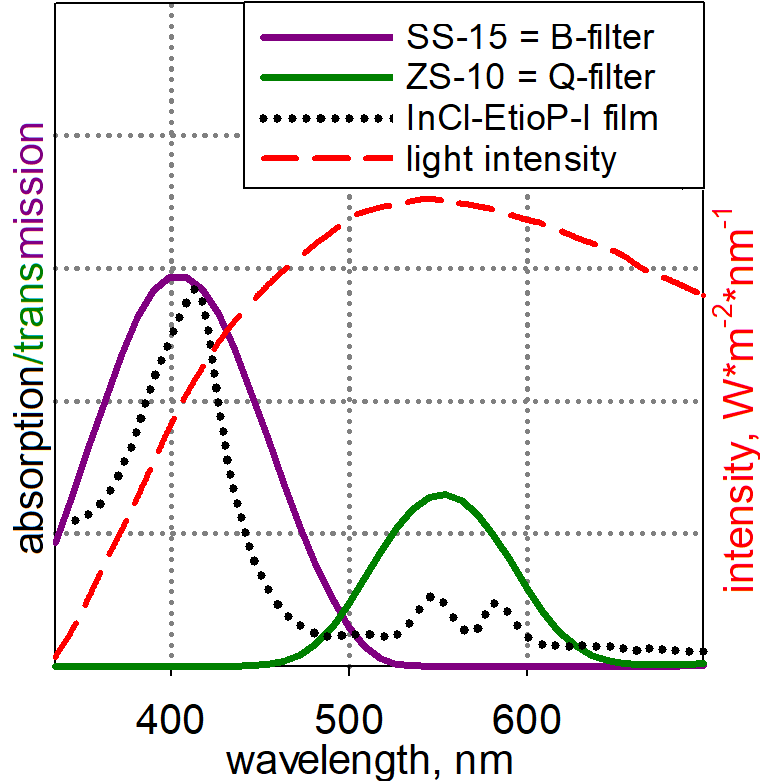 SS-15 = B-filter
ZS-10 = Q-filter
InCl-EtioP-I film
light intensity
absorption/transmission
intensity, W*m-2*nm-1
400 500 600
wavelength, nm